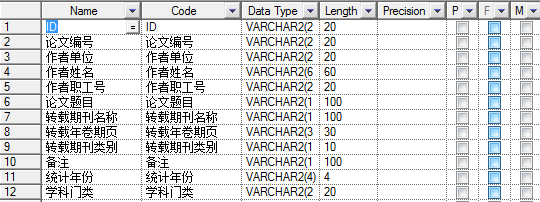 Name Code Data Type Length Precision P F M
1 ID = ID VARCHAR2(2 20
2 论文编号 论文编号 VARCHAR2(2 20
3 作者单位 作者单位 VARCHAR2(2 20
4 作者姓名 作者姓名 VARCHAR2(6 60
5 作者职工号 作者职工号 VARCHAR2(2 20
6 论文题目 论文题目 VARCHAR2(1 100
7 转载期刊名称 转载期刊名称 VARCHAR2(1 100
8 转载年卷期页 转载年卷期页 VARCHAR2(3 30
9 转载期刊类别 转载期刊类别 VARCHAR2(1 10
10 备注 备注 VARCHAR2(1 100
11 统计年份 统计年份 VARCHAR2(4) 4
12 学科门类 学科门类 VARCHAR2(2 20